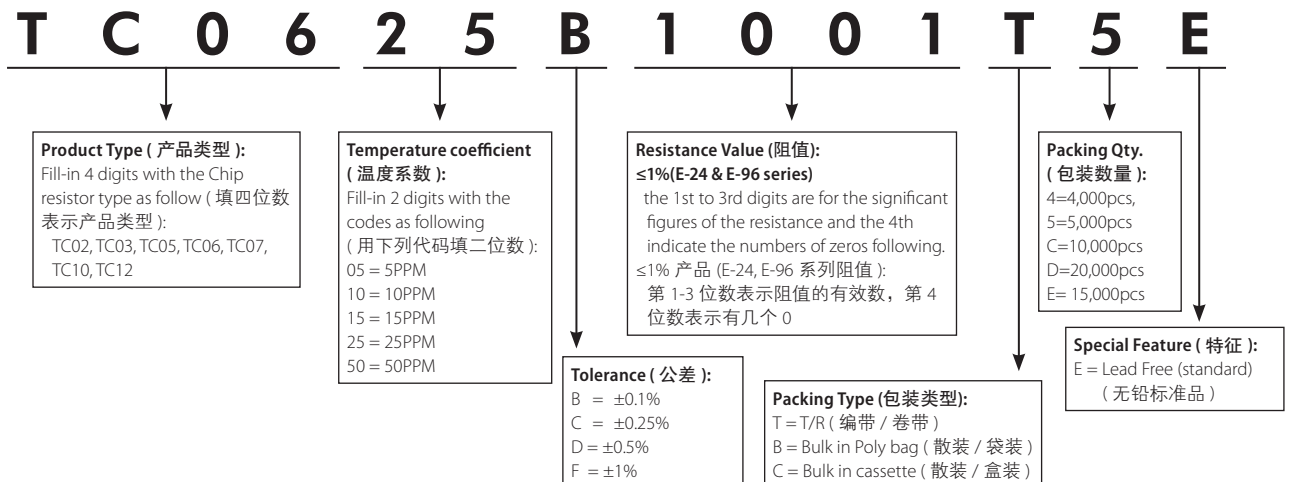 TC0625B1001T5E
Product Type ( 产品类型 ):
Fill-in 4 digits with the Chip
resistor type as follow ( 填四位数
表示产品类型 ):
TC02, TC03, TC05, TC06, TC07,
TC10, TC12
Temperature coefficient
( 温度系数 ):
Fill-in 2 digits with the
codes as following
( 用下列代码填二位数 ):
05 = 5PPM
10 = 10PPM
15 = 15PPM
25 = 25PPM
50 = 50PPM
Tolerance ( 公差 ):
B = ±0.1%
C = ±0.25%
D = ±0.5%
F = ±1%
Resistance Value (阻值):
≤1%(E-24 & E-96 series)
the 1st to 3rd digits are for the significant
figures of the resistance and the 4th
indicate the numbers of zeros following.
≤1% 产品 (E-24, E-96 系列阻值 ):
第 1-3 位数表示阻值的有效数，第 4
位数表示有几个 0
Packing Type (包装类型):
T = T/R ( 编带 / 卷带 )
B = Bulk in Poly bag ( 散装 / 袋装 )
C = Bulk in cassette ( 散装 / 盒装 )
Packing Qty.
( 包装数量 ):
4=4,000pcs,
5=5,000pcs
C=10,000pcs
D=20,000pcs
E= 15,000pcs
Special Feature ( 特征 ):
E = Lead Free (standard)
( 无铅标准品 )